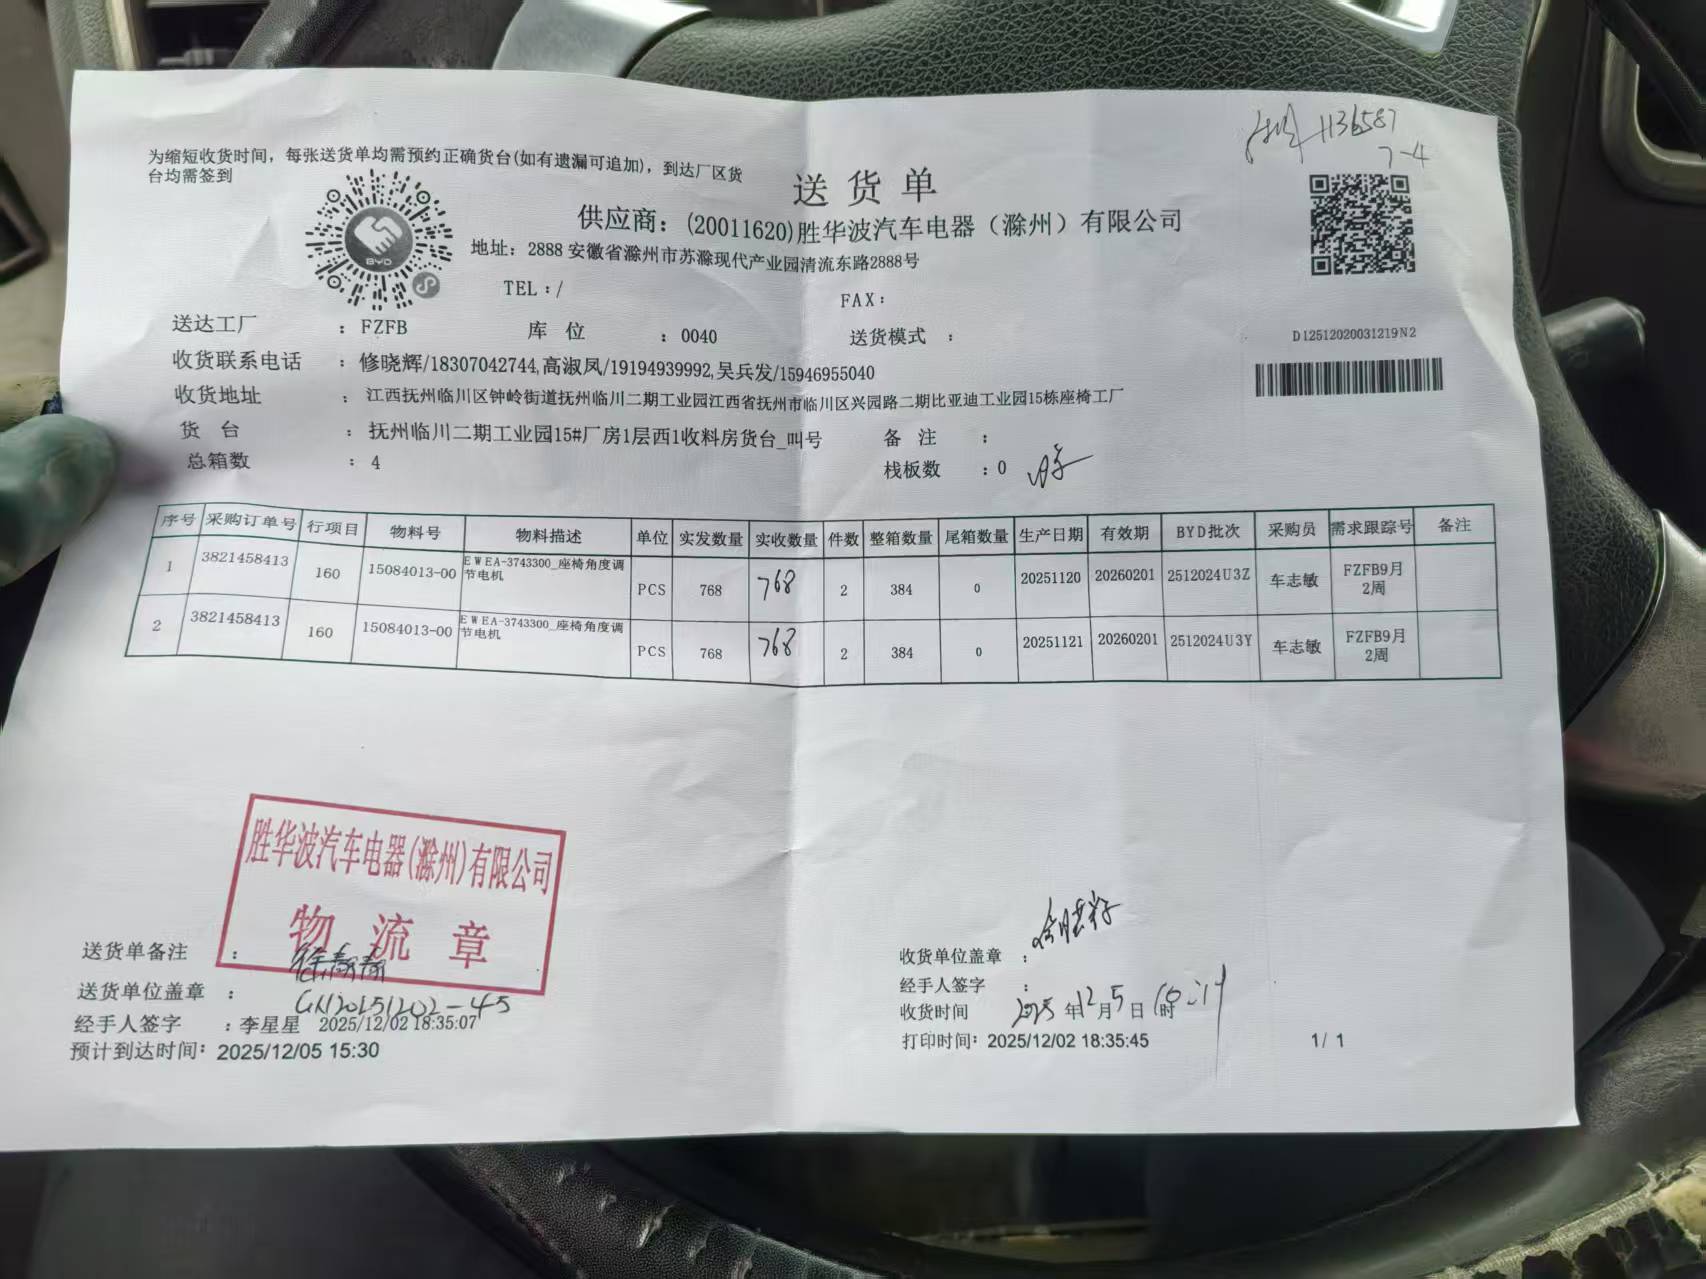 1136587
7-4
为缩短收货时间，每张送货单均需预约正确货台(如有遗漏可追加)，到达厂区货
台均需签到
BYD
送货单
供应商：(20011620)胜华波汽车电器（滁州）有限公司
地址：2888 安徽省滁州市苏滁现代产业园清流东路2888号
TEL：/ FAX：
送达工厂 ：FZFB 库 位 ：0040 送货模式 ：
D12512020031219N2
收货联系电话 ：修晓辉/18307042744,高淑凤/19194939992,吴兵发/15946955040
收货地址 ：江西抚州临川区钟岭街道抚州临川二期工业园江西省抚州市临川区兴园路二期比亚迪工业园15栋座椅工厂
货 台 ：抚州临川二期工业园15#厂房1层西1收料房货台_叫号 备 注 ：
总箱数 ：4 栈板数 ：0
序号 采购订单号 行项目 物料号 物料描述 单位 实发数量 实收数量 件数 整箱数量 尾箱数量 生产日期 有效期 BYD批次 采购员 需求跟踪号 备注
1 3821458413 160 15084013-00 EWEA-3743300_座椅角度调节电机 PCS 768 768 2 384 0 20251120 20260201 2512024U3Z 车志敏 FZFB9月2周
2 3821458413 160 15084013-00 EWEA-3743300_座椅角度调节电机 PCS 768 768 2 384 0 20251121 20260201 2512024U3Y 车志敏 FZFB9月2周
胜华波汽车电器(滁州)有限公司
物流章
送货单备注 ：
送货单位盖章 ：
经手人签字 ：李星星 2025/12/02 18:35:07
预计到达时间：2025/12/05 15:30
收货单位盖章 ：
经手人签字 ：
收货时间 2025年12月5日 时
打印时间：2025/12/02 18:35:45 1/ 1